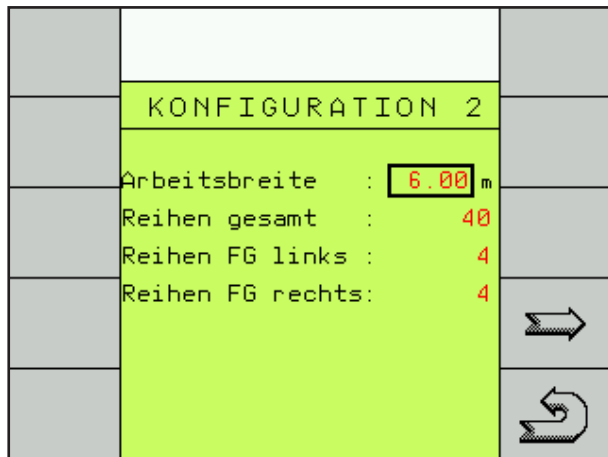 KONFIGURATION 2
Arbeitsbreite : 6.00 m
Reihen gesamt : 40
Reihen FG links : 4
Reihen FG rechts: 4